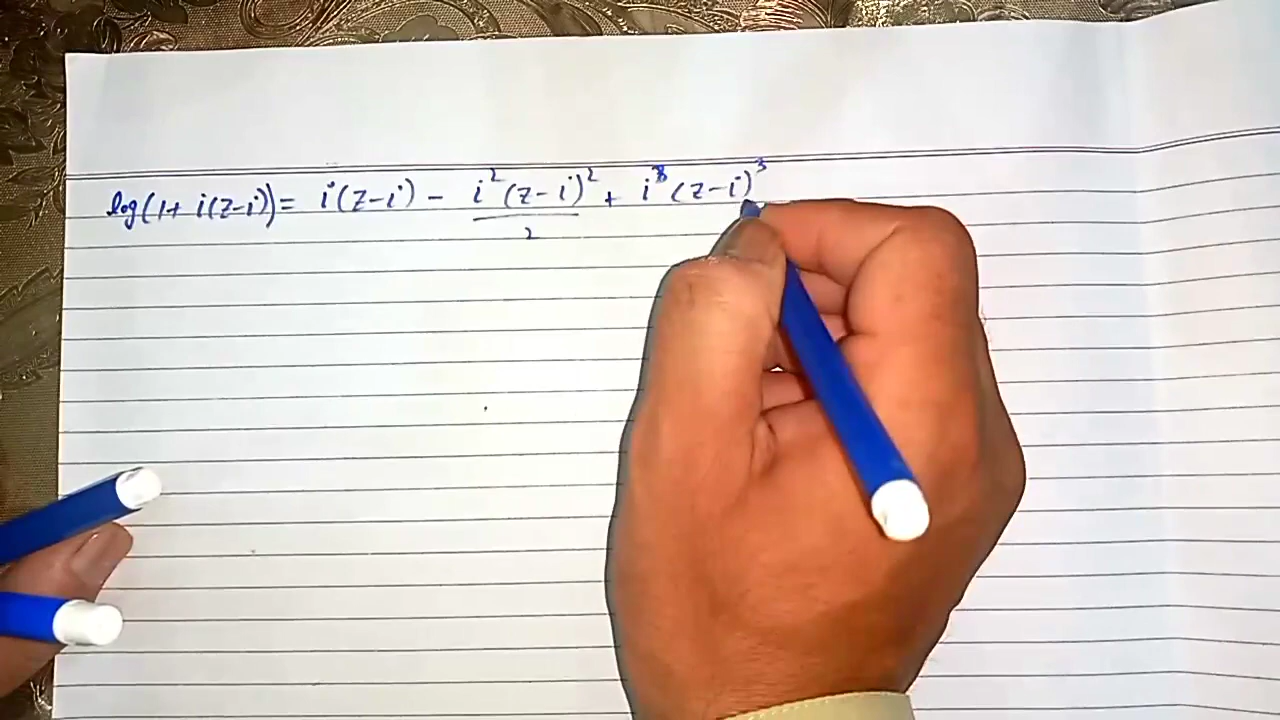 log(1+ i(z-i)) = i(z-i) - i²(z-i)²/2 + i³(z-i)³